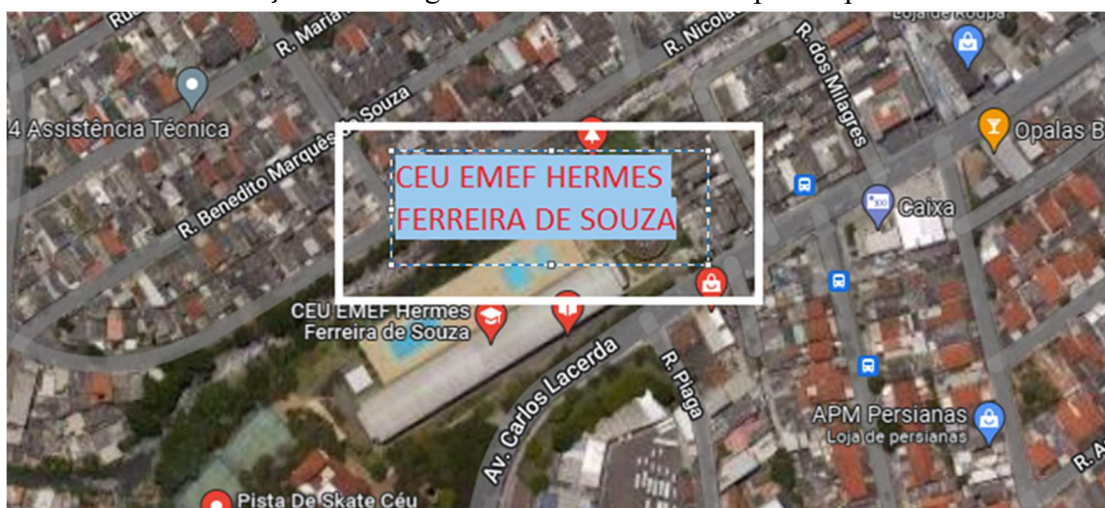 R. Maria
R. Nicolau
Loja de Roupa
R. dos Milagres
4 Assistência Técnica
R. Benedito Marquês de Souza
Opalas B
CEU EMEF HERMES
FERREIRA DE SOUZA
Caixa
CEU EMEF Hermes
Ferreira de Souza
Av. Carlos Lacerda
R. Piaga
APM Persianas
Loja de persianas
R. A
Pista De Skate Céu